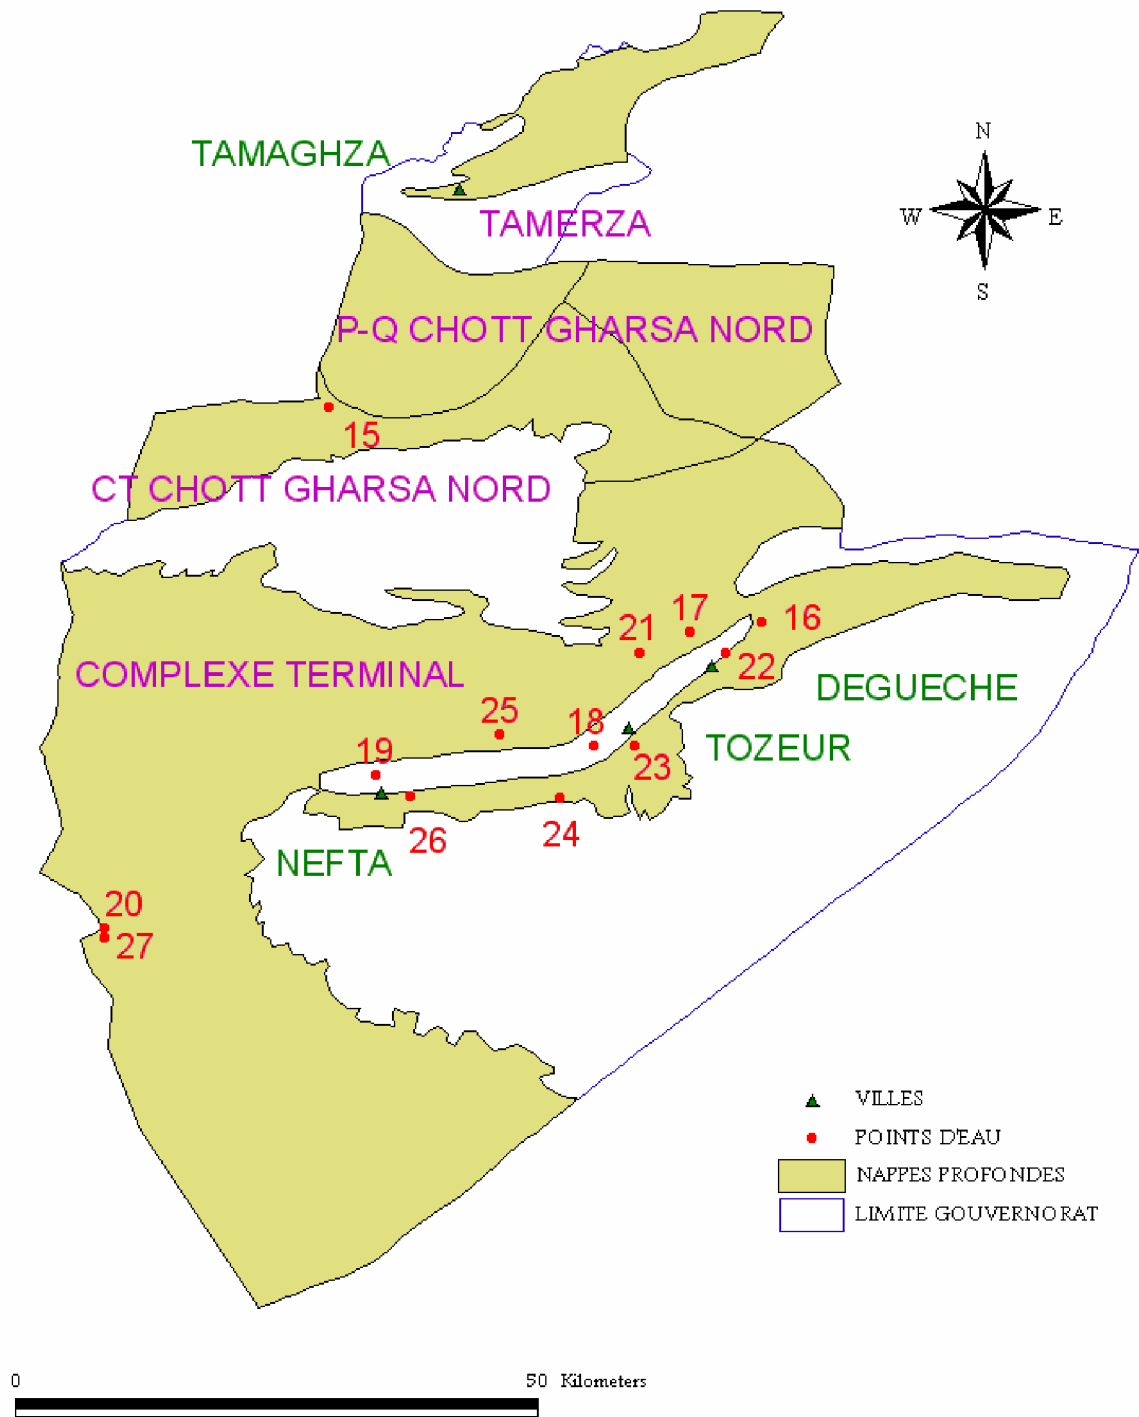 N
TAMAGHZA
W E
TAMERZA
S
P-Q CHOTT GHARSA NORD
15
CT CHOTT GHARSA NORD
17 16
21
22
COMPLEXE TERMINAL
DEGUECHE
25
18
19 TOZEUR
23
26 24
NEFTA
20
27
VILLES
POINTS D'EAU
NAPPES PROFONDES
LIMITE GOUVERNORAT
0 50 Kilometers